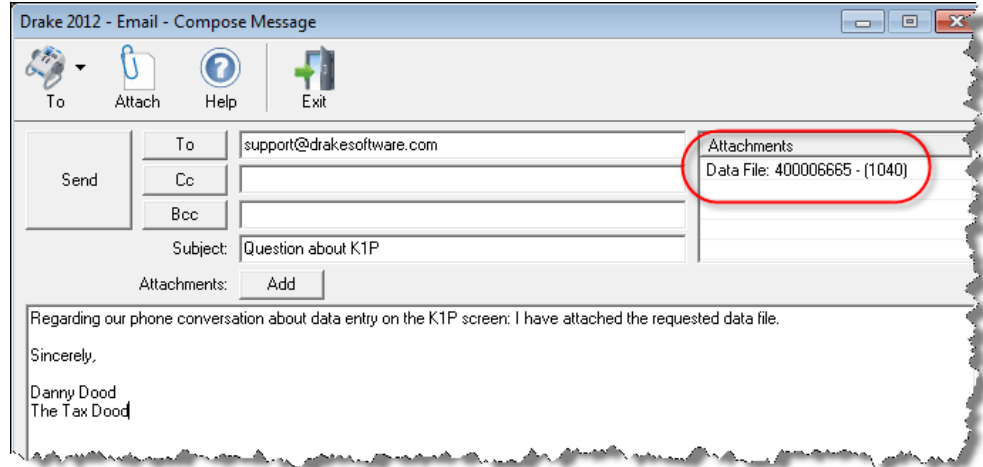 Drake 2012 - Email - Compose Message
To Attach Help Exit
Send
To support@drakesoftware.com
Cc
Bcc
Subject: Question about K1P
Attachments: Add
Attachments
Data File: 400006665 - (1040)
Regarding our phone conversation about data entry on the K1P screen: I have attached the requested data file.
Sincerely,
Danny Dood
The Tax Dood